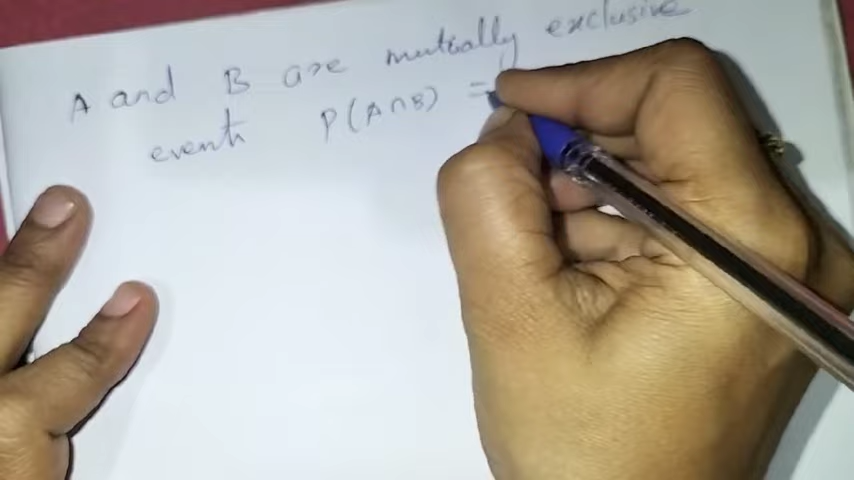 A and B are mutually exclusive
events P(A∩B) =